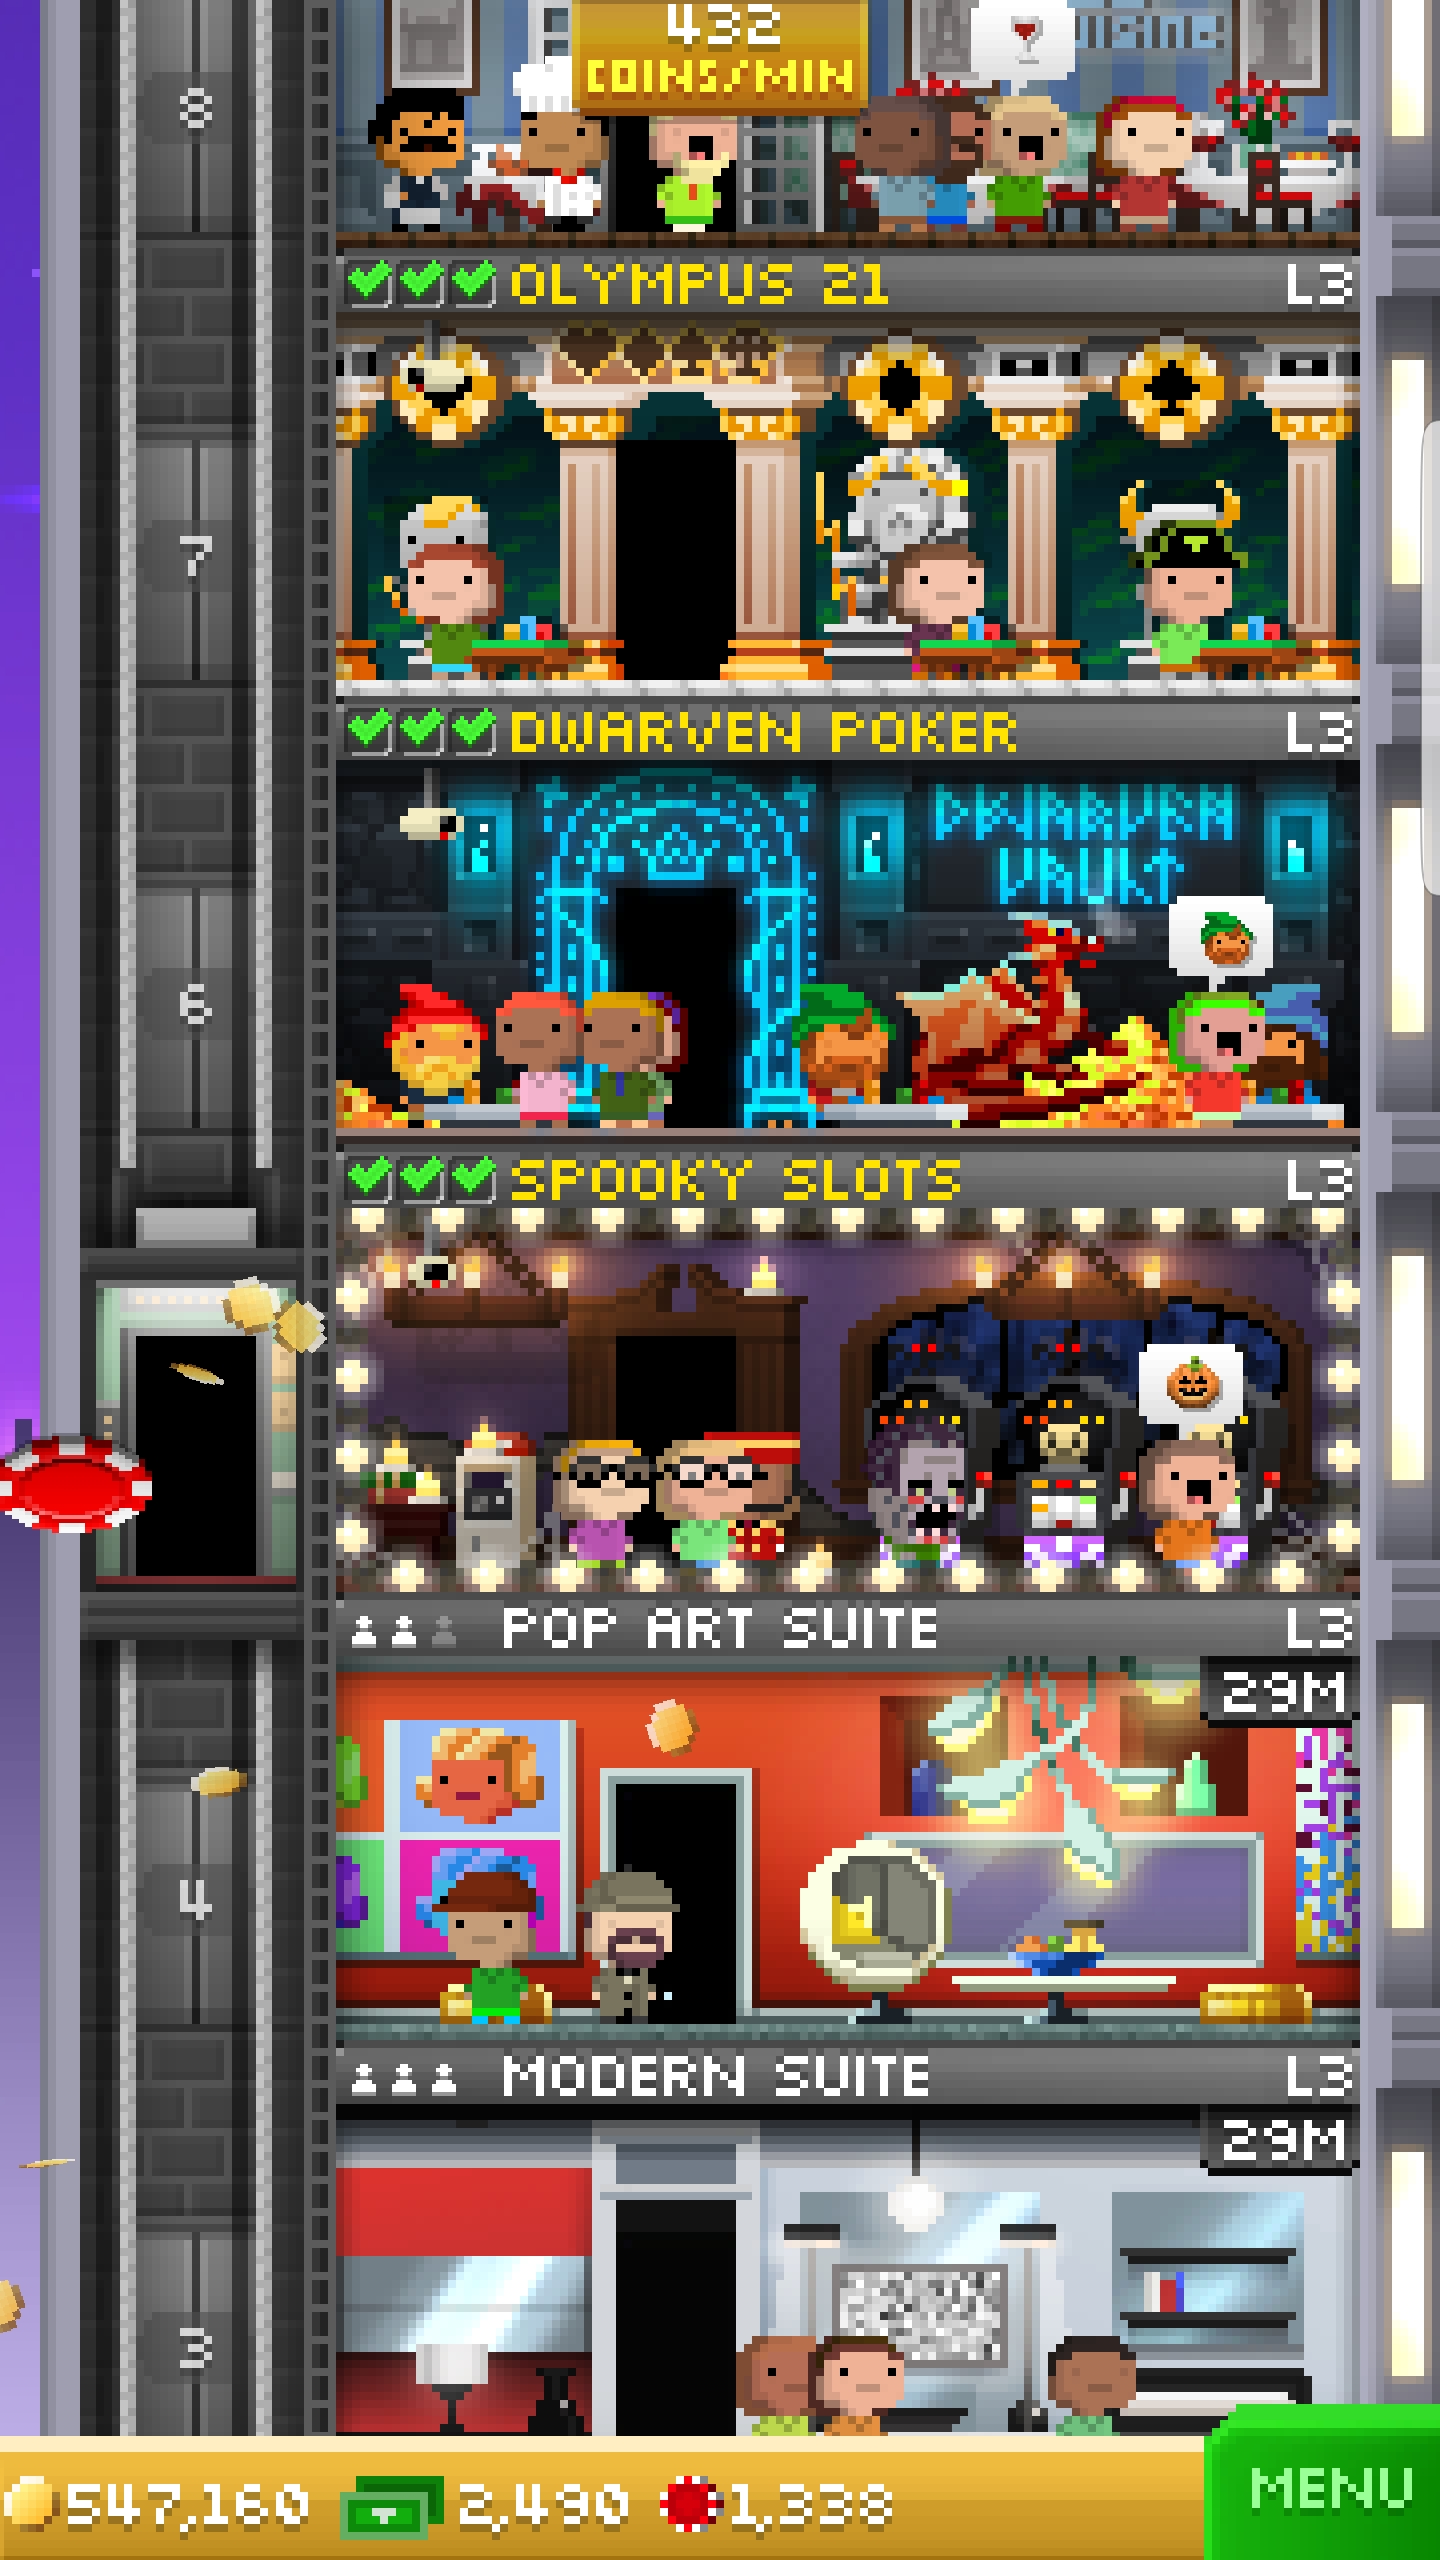 432
COINS/MIN
8
OLYMPUS 21 L3
7
DWARVEN POKER L3
DWARVEN
VAULT
6
SPOOKY SLOTS L3
POP ART SUITE L3
29M
4
MODERN SUITE L3
29M
3
547,160 2,490 1,338
MENU